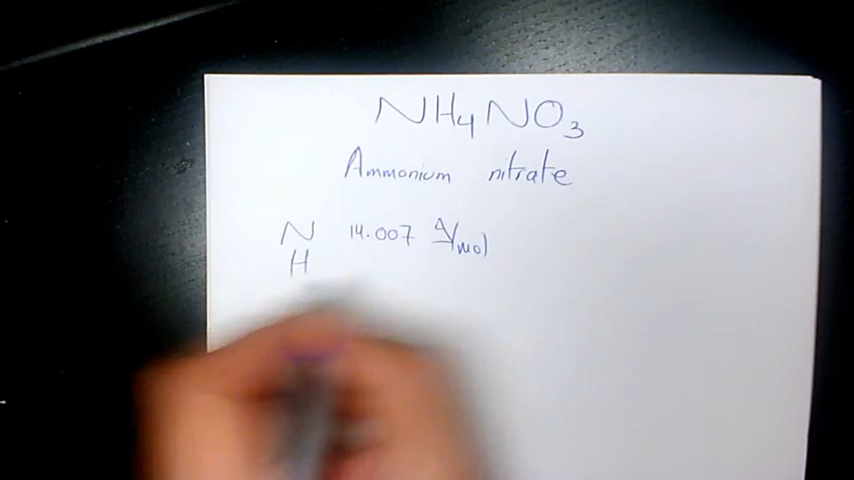 NH₄NO₃
Ammonium nitrate
N 14.007 g/mol
H